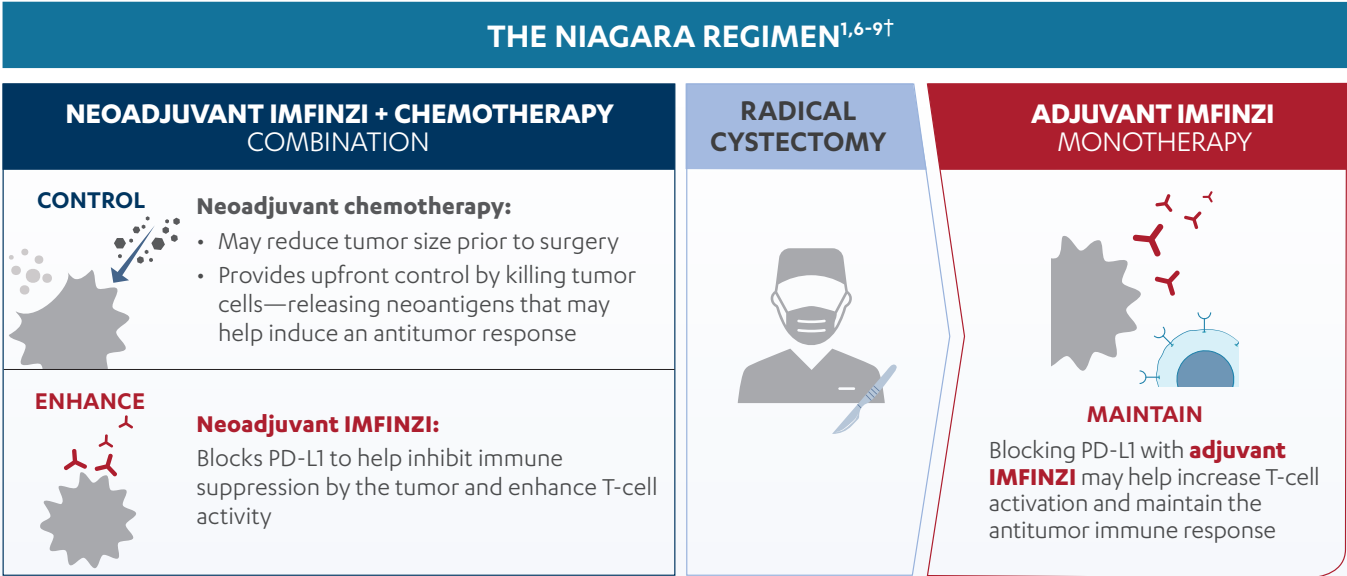 THE NIAGARA REGIMEN1,6-9†
NEOADJUVANT IMFINZI + CHEMOTHERAPY
COMBINATION
CONTROL
Neoadjuvant chemotherapy:
• May reduce tumor size prior to surgery
• Provides upfront control by killing tumor
cells—releasing neoantigens that may
help induce an antitumor response
ENHANCE
Neoadjuvant IMFINZI:
Blocks PD-L1 to help inhibit immune
suppression by the tumor and enhance T-cell
activity
RADICAL
CYSTECTOMY
ADJUVANT IMFINZI
MONOTHERAPY
MAINTAIN
Blocking PD-L1 with adjuvant
IMFINZI may help increase T-cell
activation and maintain the
antitumor immune response